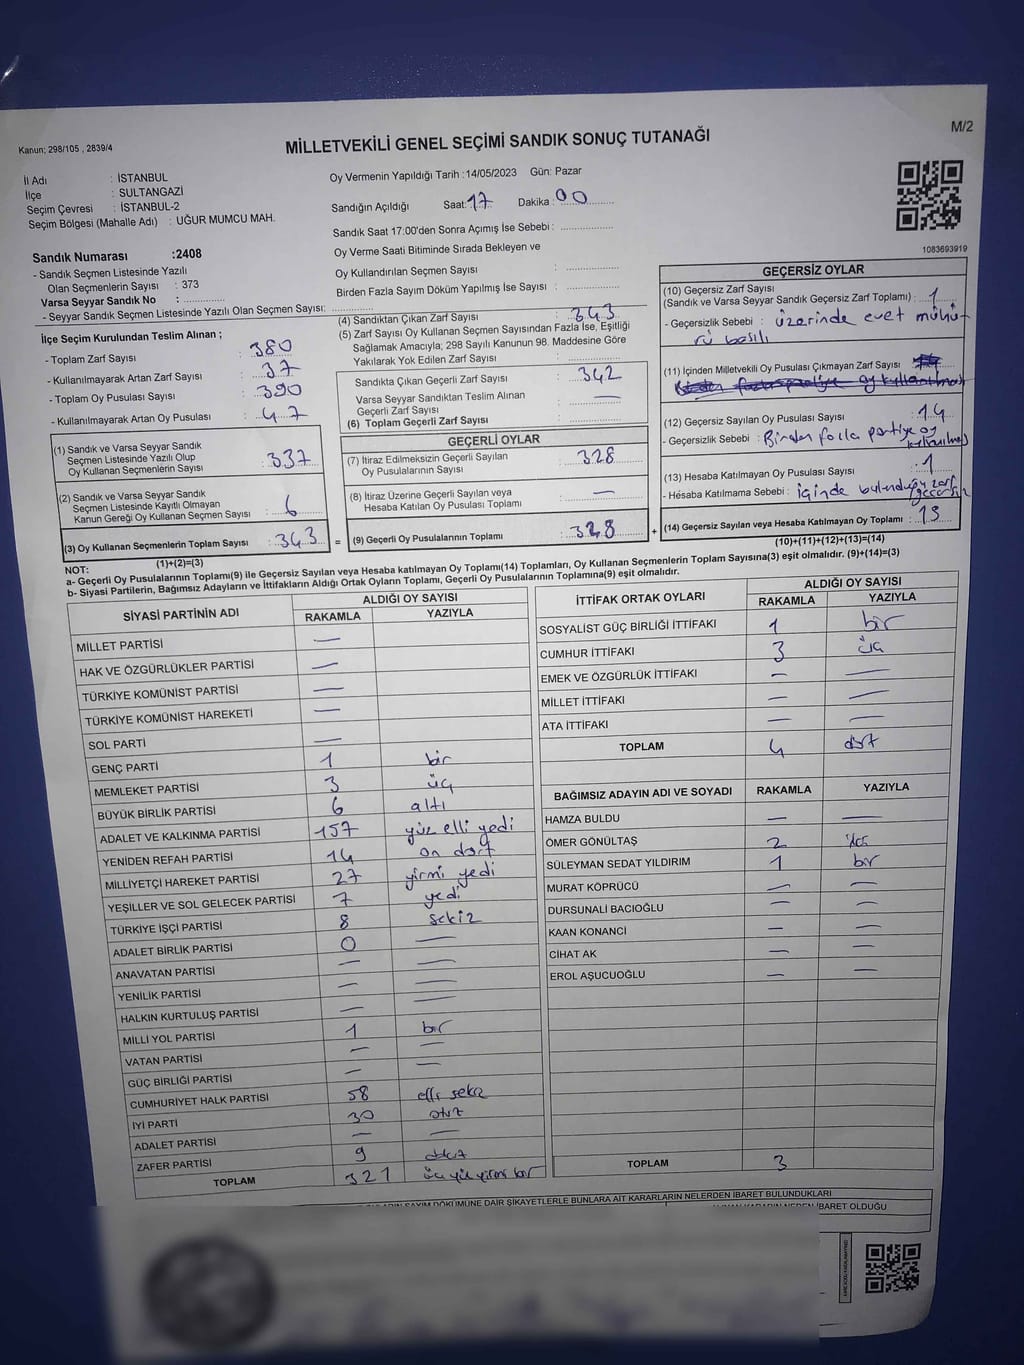 M/2
Kanun; 298/105 , 2839/4
MİLLETVEKİLİ GENEL SEÇİMİ SANDIK SONUÇ TUTANAĞI
İl Adı : İSTANBUL
İlçe : SULTANGAZİ
Seçim Çevresi : İSTANBUL-2
Seçim Bölgesi (Mahalle Adı) : UĞUR MUMCU MAH.
Oy Vermenin Yapıldığı Tarih :14/05/2023 Gün: Pazar
Sandığın Açıldığı Saat: 17 Dakika : 00
Sandık Saat 17:00'den Sonra Açımış İse Sebebi :
Oy Verme Saati Bitiminde Sırada Bekleyen ve
Oy Kullandırılan Seçmen Sayısı :
Birden Fazla Sayım Döküm Yapılmış İse Sayısı :
1083693919
Sandık Numarası :2408
- Sandık Seçmen Listesinde Yazılı
Olan Seçmenlerin Sayısı : 373
Varsa Seyyar Sandık No :
- Seyyar Sandık Seçmen Listesinde Yazılı Olan Seçmen Sayısı:
İlçe Seçim Kurulundan Teslim Alınan ;
- Toplam Zarf Sayısı : 380
- Kullanılmayarak Artan Zarf Sayısı : 37
- Toplam Oy Pusulası Sayısı : 390
- Kullanılmayarak Artan Oy Pusulası : 47
(1) Sandık ve Varsa Seyyar Sandık
Seçmen Listesinde Yazılı Olup
Oy Kullanan Seçmenlerin Sayısı : 337
(2) Sandık ve Varsa Seyyar Sandık
Seçmen Listesinde Kayıtlı Olmayan
Kanun Gereği Oy Kullanan Seçmen Sayısı : 6
(3) Oy Kullanan Seçmenlerin Toplam Sayısı : 343
(1)+(2)=(3)
(4) Sandıktan Çıkan Zarf Sayısı : 343
(5) Zarf Sayısı Oy Kullanan Seçmen Sayısından Fazla İse, Eşitliği
Sağlamak Amacıyla; 298 Sayılı Kanunun 98. Maddesine Göre
Yakılarak Yok Edilen Zarf Sayısı :
Sandıkta Çıkan Geçerli Zarf Sayısı : 342
Varsa Seyyar Sandıktan Teslim Alınan
Geçerli Zarf Sayısı : —
(6) Toplam Geçerli Zarf Sayısı :
GEÇERLİ OYLAR
(7) İtiraz Edilmeksizin Geçerli Sayılan
Oy Pusulalarının Sayısı : 328
(8) İtiraz Üzerine Geçerli Sayılan veya
Hesaba Katılan Oy Pusulası Toplamı : —
= (9) Geçerli Oy Pusulalarının Toplamı : 328 +
GEÇERSİZ OYLAR
(10) Geçersiz Zarf Sayısı
(Sandık ve Varsa Seyyar Sandık Geçersiz Zarf Toplamı) : 1
- Geçersizlik Sebebi : üzerinde evet mühü
rü basılı
(11) İçinden Milletvekili Oy Pusulası Çıkmayan Zarf Sayısı
(12) Geçersiz Sayılan Oy Pusulası Sayısı : 14
- Geçersizlik Sebebi : Birden fazla partiye oy
(13) Hesaba Katılmayan Oy Pusulası Sayısı : 1
- Hesaba Katılmama Sebebi : içinde bulunduğu zarf
geçersiz
(14) Geçersiz Sayılan veya Hesaba Katılmayan Oy Toplamı :
(10)+(11)+(12)+(13)=(14)
NOT:
a- Geçerli Oy Pusulalarının Toplamı(9) ile Geçersiz Sayılan veya Hesaba katılmayan Oy Toplamı(14) Toplamları, Oy Kullanan Seçmenlerin Toplam Sayısına(3) eşit olmalıdır. (9)+(14)=(3)
b- Siyasi Partilerin, Bağımsız Adayların ve İttifakların Aldığı Ortak Oyların Toplamı, Geçerli Oy Pusulalarının Toplamına(9) eşit olmalıdır.
SİYASİ PARTİNİN ADI ALDIĞI OY SAYISI
RAKAMLA YAZIYLA
MİLLET PARTİSİ —
HAK VE ÖZGÜRLÜKLER PARTİSİ —
TÜRKİYE KOMÜNİST PARTİSİ —
TÜRKİYE KOMÜNİST HAREKETİ —
SOL PARTİ —
GENÇ PARTİ 1 bir
MEMLEKET PARTİSİ 3 üç
BÜYÜK BİRLİK PARTİSİ 6 altı
ADALET VE KALKINMA PARTİSİ 157 yüz elli yedi
YENİDEN REFAH PARTİSİ 14 on dört
MİLLİYETÇİ HAREKET PARTİSİ 27 yirmi yedi
YEŞİLLER VE SOL GELECEK PARTİSİ 7 yedi
TÜRKİYE İŞÇİ PARTİSİ 8 sekiz
ADALET BİRLİK PARTİSİ 0 —
ANAVATAN PARTİSİ — —
YENİLİK PARTİSİ — —
HALKIN KURTULUŞ PARTİSİ — —
MİLLİ YOL PARTİSİ 1 bir
VATAN PARTİSİ — —
GÜÇ BİRLİĞİ PARTİSİ — —
CUMHURİYET HALK PARTİSİ 58 elli sekiz
İYİ PARTİ 30 otuz
ADALET PARTİSİ — —
ZAFER PARTİSİ 9
TOPLAM 321 üç yüz yirmi bir
İTTİFAK ORTAK OYLARI ALDIĞI OY SAYISI
RAKAMLA YAZIYLA
SOSYALİST GÜÇ BİRLİĞİ İTTİFAKI 1 bir
CUMHUR İTTİFAKI 3 üç
EMEK VE ÖZGÜRLÜK İTTİFAKI — —
MİLLET İTTİFAKI — —
ATA İTTİFAKI — —
TOPLAM 4 dört
BAĞIMSIZ ADAYIN ADI VE SOYADI RAKAMLA YAZIYLA
HAMZA BULDU — —
ÖMER GÖNÜLTAŞ 2 iki
SÜLEYMAN SEDAT YILDIRIM 1 bir
MURAT KÖPRÜCÜ — —
DURSUNALİ BACIOĞLU — —
KAAN KONANCİ — —
CİHAT AK — —
EROL AŞUCUOĞLU — —
TOPLAM 3
SAYIM DÖKÜMÜNE DAİR ŞİKAYETLERLE BUNLARA AİT KARARLARIN NELERDEN İBARET BULUNDUKLARI
İBARET OLDUĞU